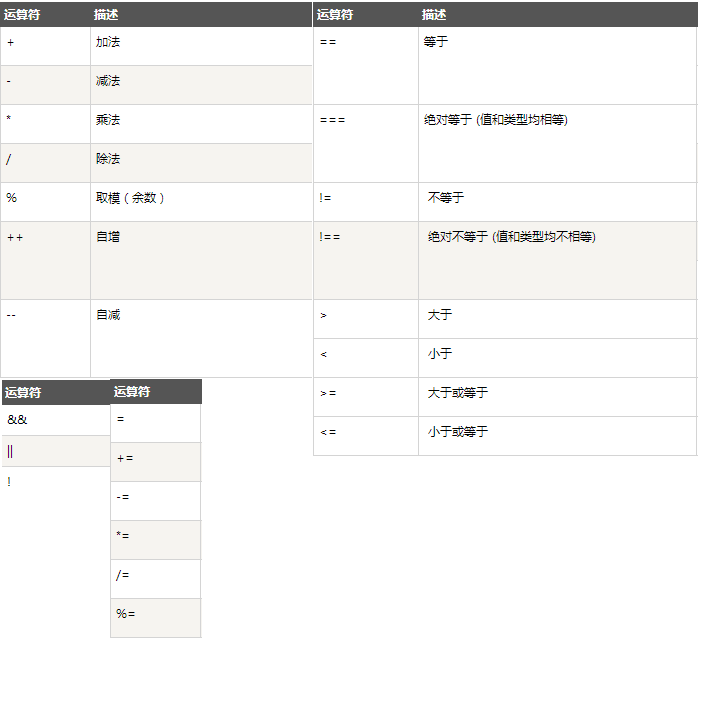 运算符 描述
+ 加法
- 减法
* 乘法
/ 除法
% 取模（余数）
++ 自增
-- 自减
运算符 描述
== 等于
=== 绝对等于 (值和类型均相等)
!= 不等于
!== 绝对不等于 (值和类型均不相等)
> 大于
< 小于
>= 大于或等于
<= 小于或等于
运算符
&&
||
!
运算符
=
+=
-=
*=
/=
%=